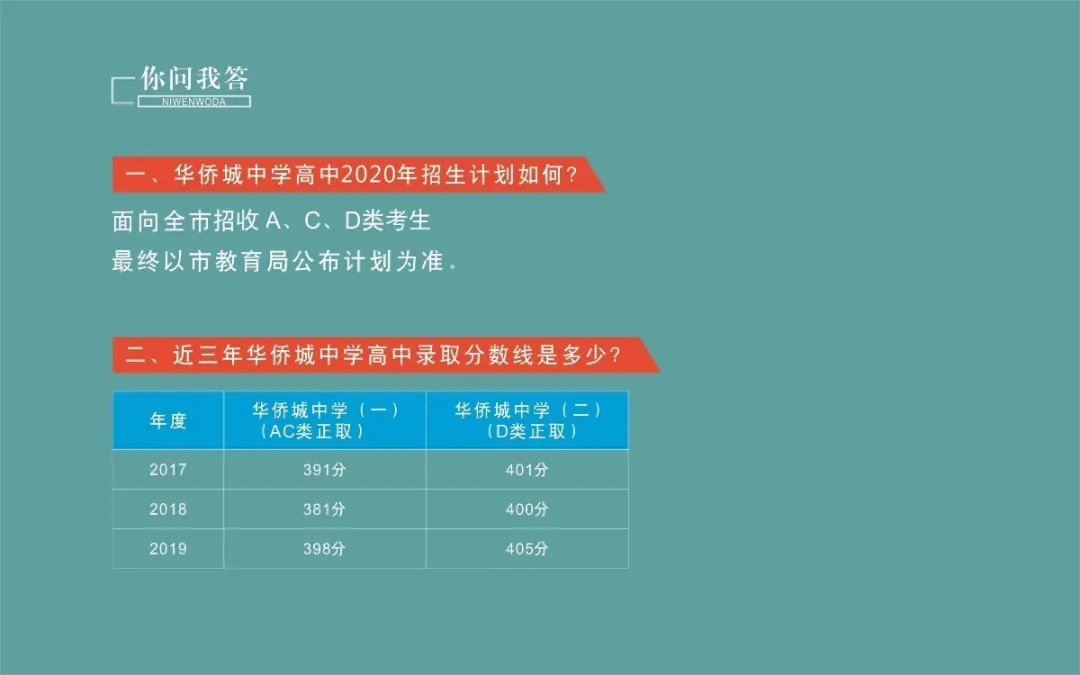 你问我答
NIWENWODA
一、华侨城中学高中2020年招生计划如何?
面向全市招收 A、C、D类考生
最终以市教育局公布计划为准。
二、近三年华侨城中学高中录取分数线是多少?
年度 华侨城中学（一）（AC类正取） 华侨城中学（二）（D类正取）
2017 391分 401分
2018 381分 400分
2019 398分 405分